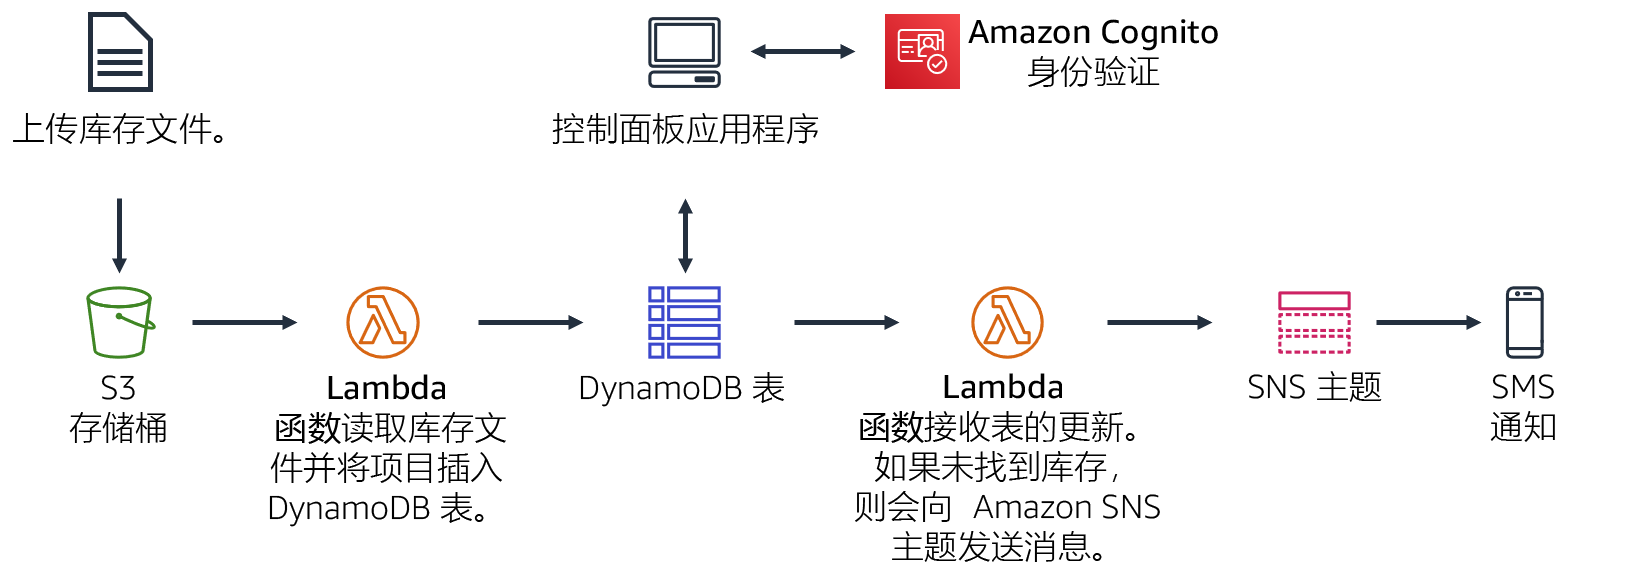 Amazon Cognito
身份验证
上传库存文件。
控制面板应用程序
S3
存储桶
Lambda
函数读取库存文
件并将项目插入
DynamoDB 表。
DynamoDB 表
Lambda
函数接收表的更新。
如果未找到库存，
则会向 Amazon SNS
主题发送消息。
SNS 主题
SMS
通知